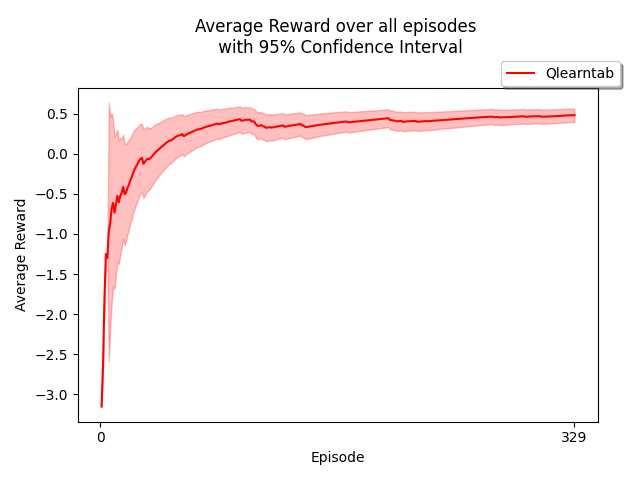 Average Reward over all episodes
with 95% Confidence Interval
Qlearntab
0.5
0.0
−0.5
−1.0
−1.5
−2.0
−2.5
−3.0
Average Reward
0
329
Episode